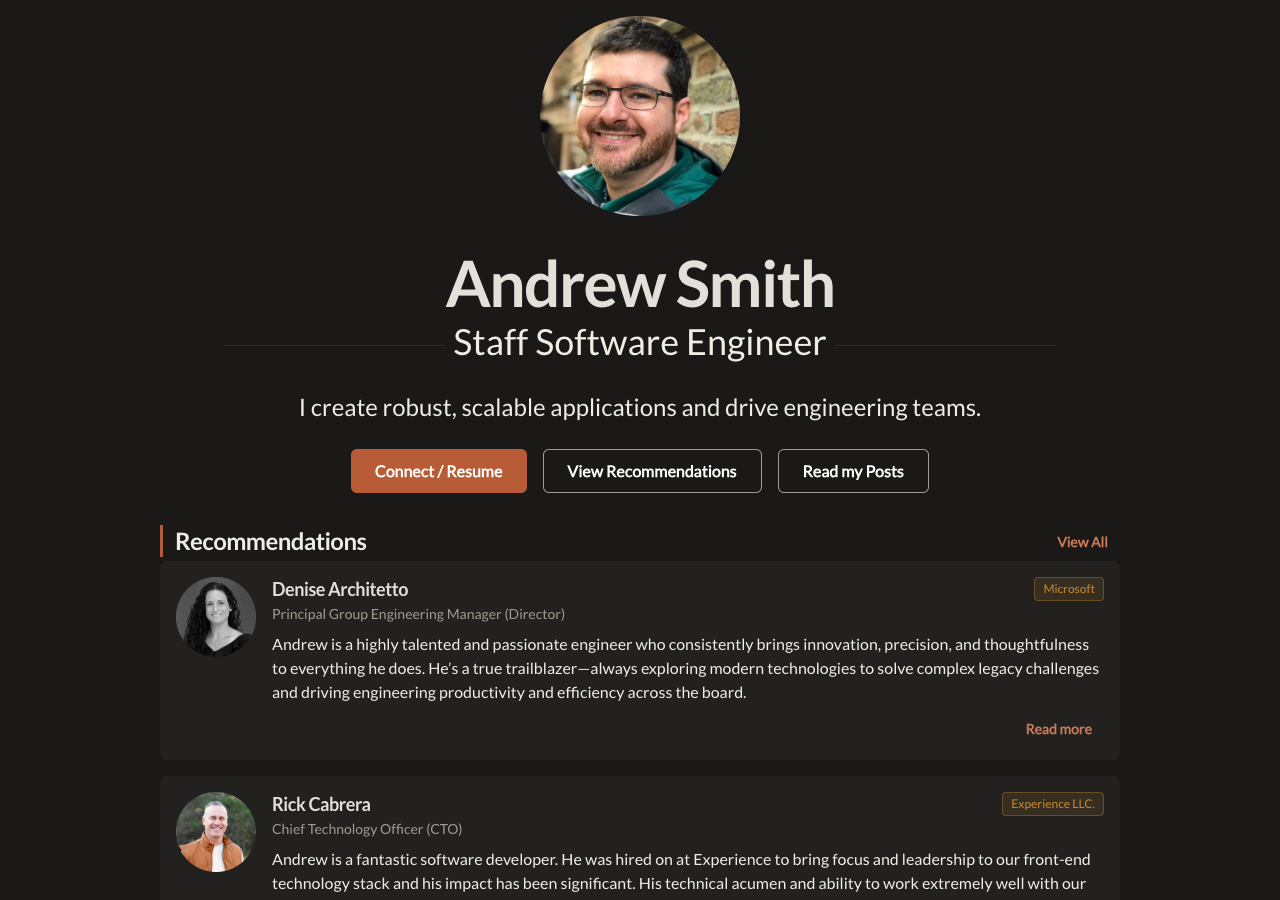 Andrew Smith
Staff Software Engineer
I create robust, scalable applications and drive engineering teams.
Connect / Resume
View Recommendations
Read my Posts
Recommendations
View All
Denise Architetto
Microsoft
Principal Group Engineering Manager (Director)
Andrew is a highly talented and passionate engineer who consistently brings innovation, precision, and thoughtfulness
to everything he does. He’s a true trailblazer—always exploring modern technologies to solve complex legacy challenges
and driving engineering productivity and efficiency across the board.
Read more
Rick Cabrera
Experience LLC.
Chief Technology Officer (CTO)
Andrew is a fantastic software developer. He was hired on at Experience to bring focus and leadership to our front-end
technology stack and his impact has been significant. His technical acumen and ability to work extremely well with our